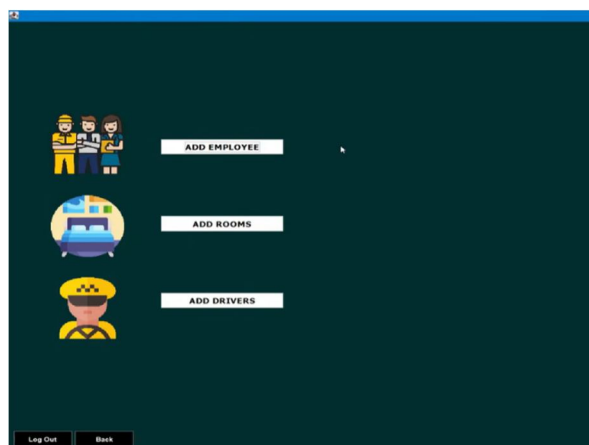 ADD EMPLOYEE
ADD ROOMS
ADD DRIVERS
Log Out Back